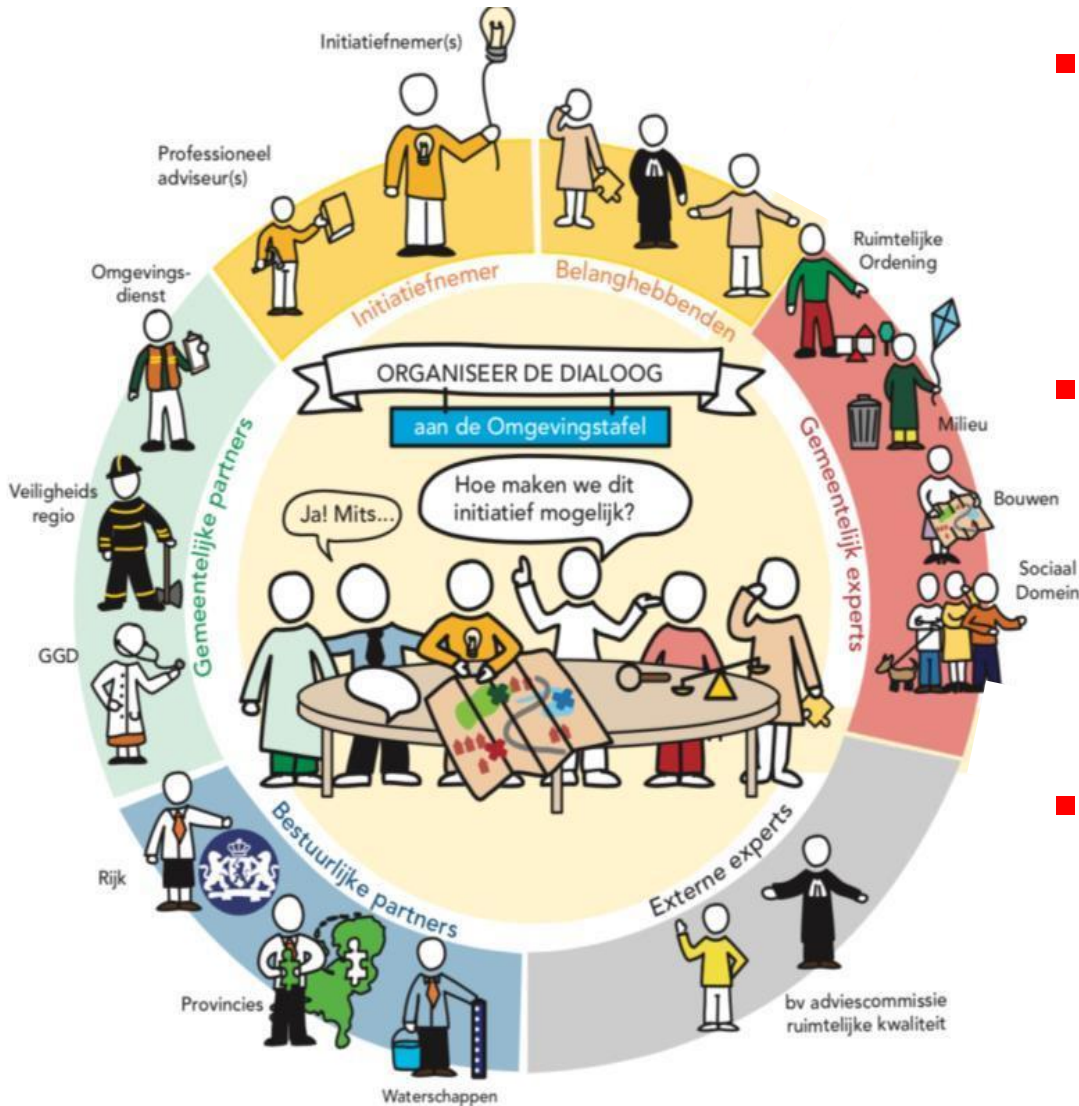 Initiatiefnemer(s)
Professioneel
adviseur(s)
Omgevings-
dienst
Veiligheids
regio
GGD
Rijk
Provincies
Waterschappen
bv adviescommissie
ruimtelijke kwaliteit
Sociaal
Domein
Bouwen
Milieu
Ruimtelijke
Ordening
Initiatiefnemer
Belanghebbenden
Gemeentelijk experts
Externe experts
Bestuurlijke partners
Gemeentelijke partners
ORGANISEER DE DIALOOG
aan de Omgevingstafel
Ja! Mits...
Hoe maken we dit
initiatief mogelijk?